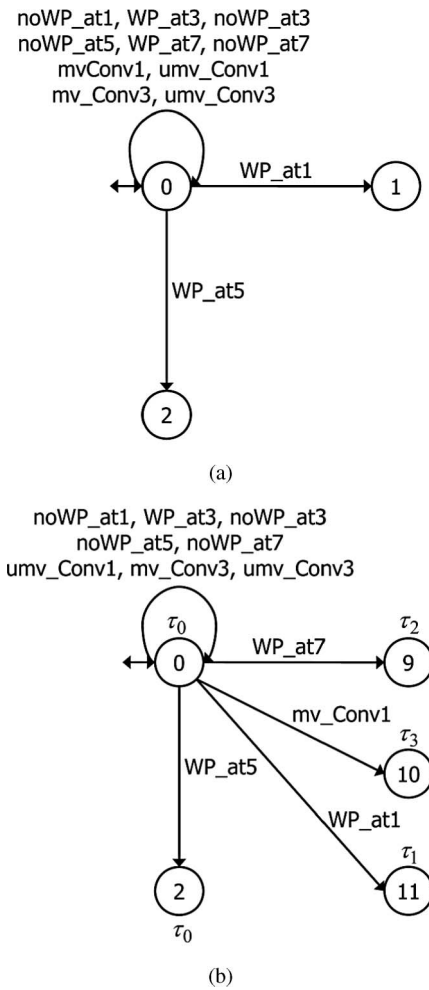 noWP_at1, WP_at3, noWP_at3
noWP_at5, WP_at7, noWP_at7
mvConv1, umv_Conv1
mv_Conv3, umv_Conv3
0
WP_at1
1
WP_at5
2
(a)
noWP_at1, WP_at3, noWP_at3
noWP_at5, noWP_at7
umv_Conv1, mv_Conv3, umv_Conv3
τ0
τ2
0
WP_at7
9
mv_Conv1
τ3
WP_at5
10
WP_at1
τ1
2
11
τ0
(b)